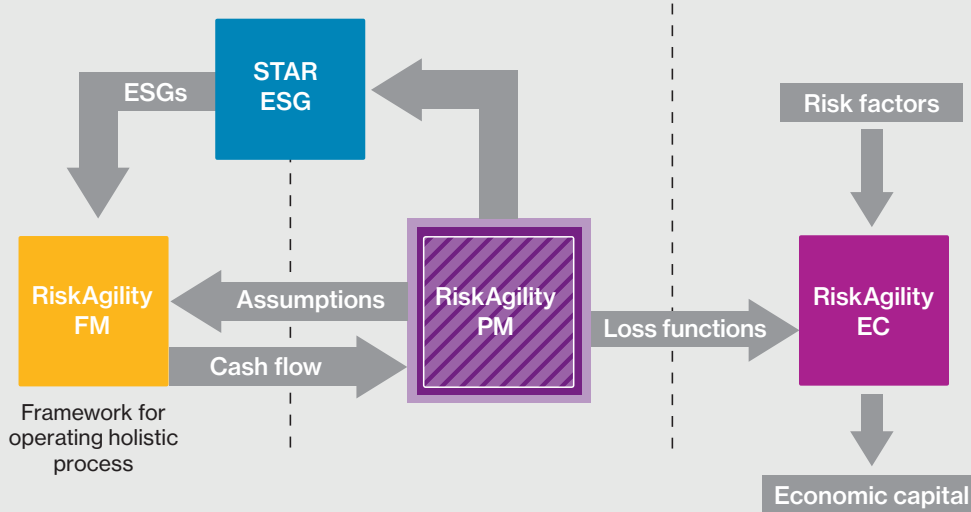 STAR
ESG
ESGs
Risk factors
RiskAgility
FM
Assumptions
Cash flow
RiskAgility
PM
Loss functions
RiskAgility
EC
Framework for
operating holistic
process
Economic capital